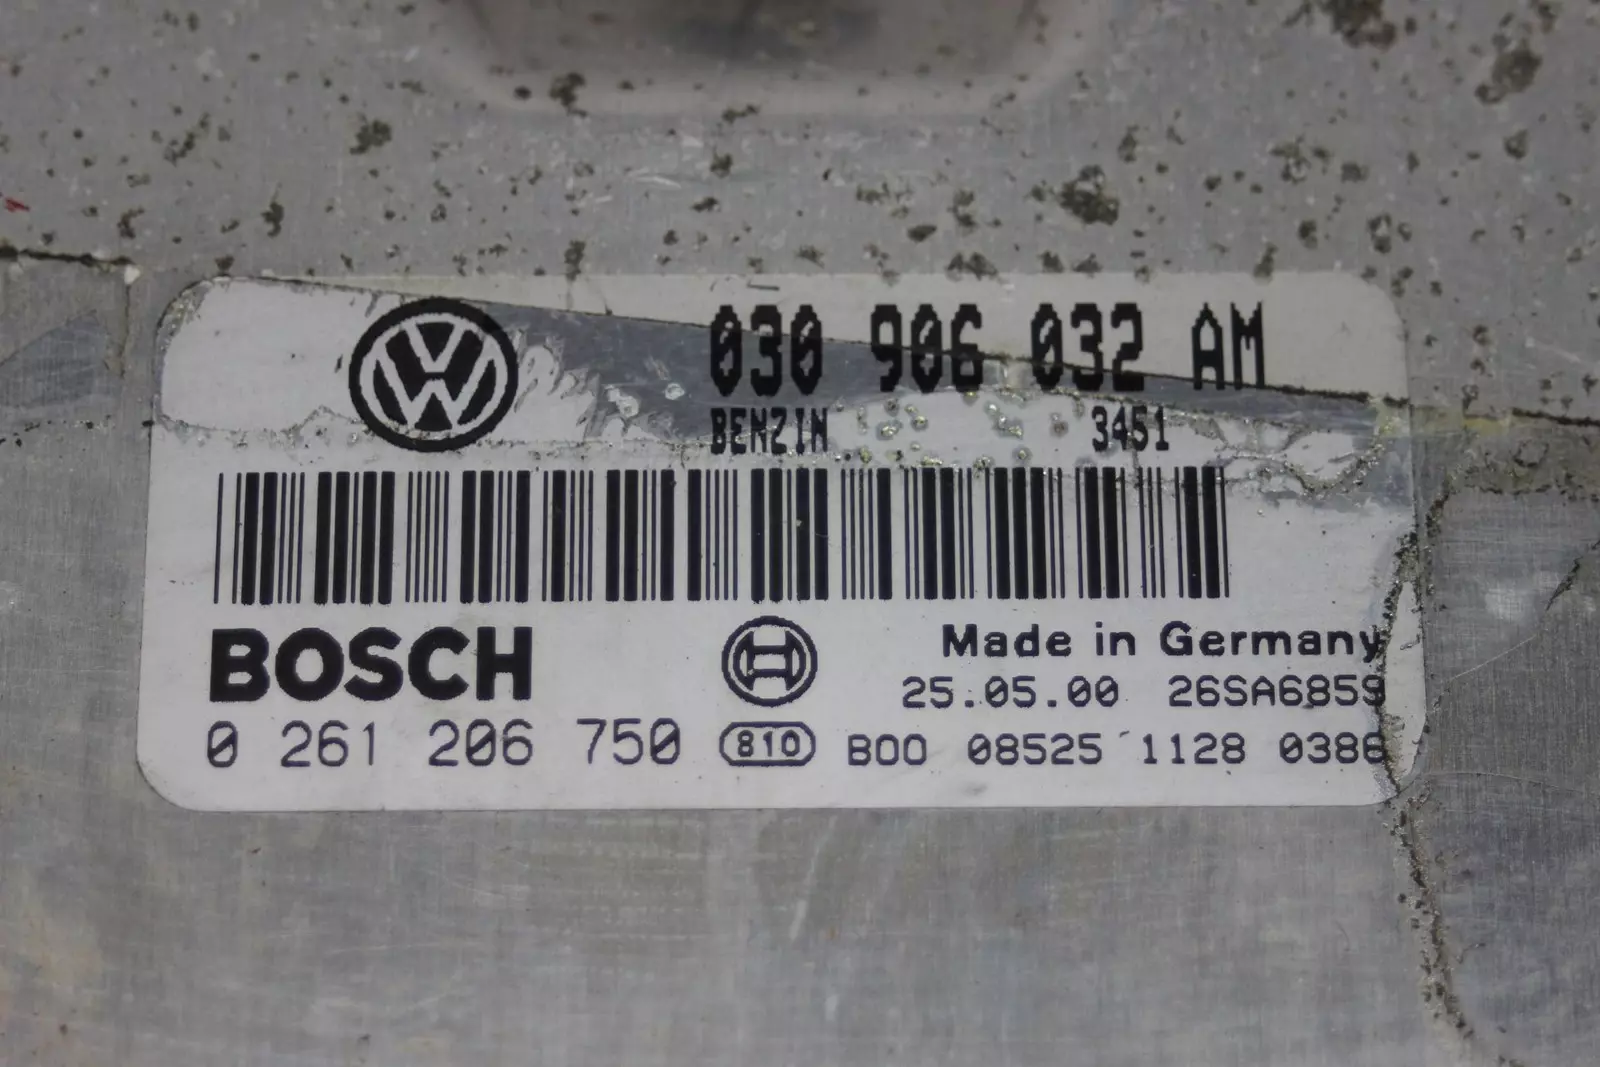 030 906 032 AM
BENZIN 3451
BOSCH
Made in Germany
25.05.00 26SA6859
0 261 206 750 810 B00 08525 1128 0386